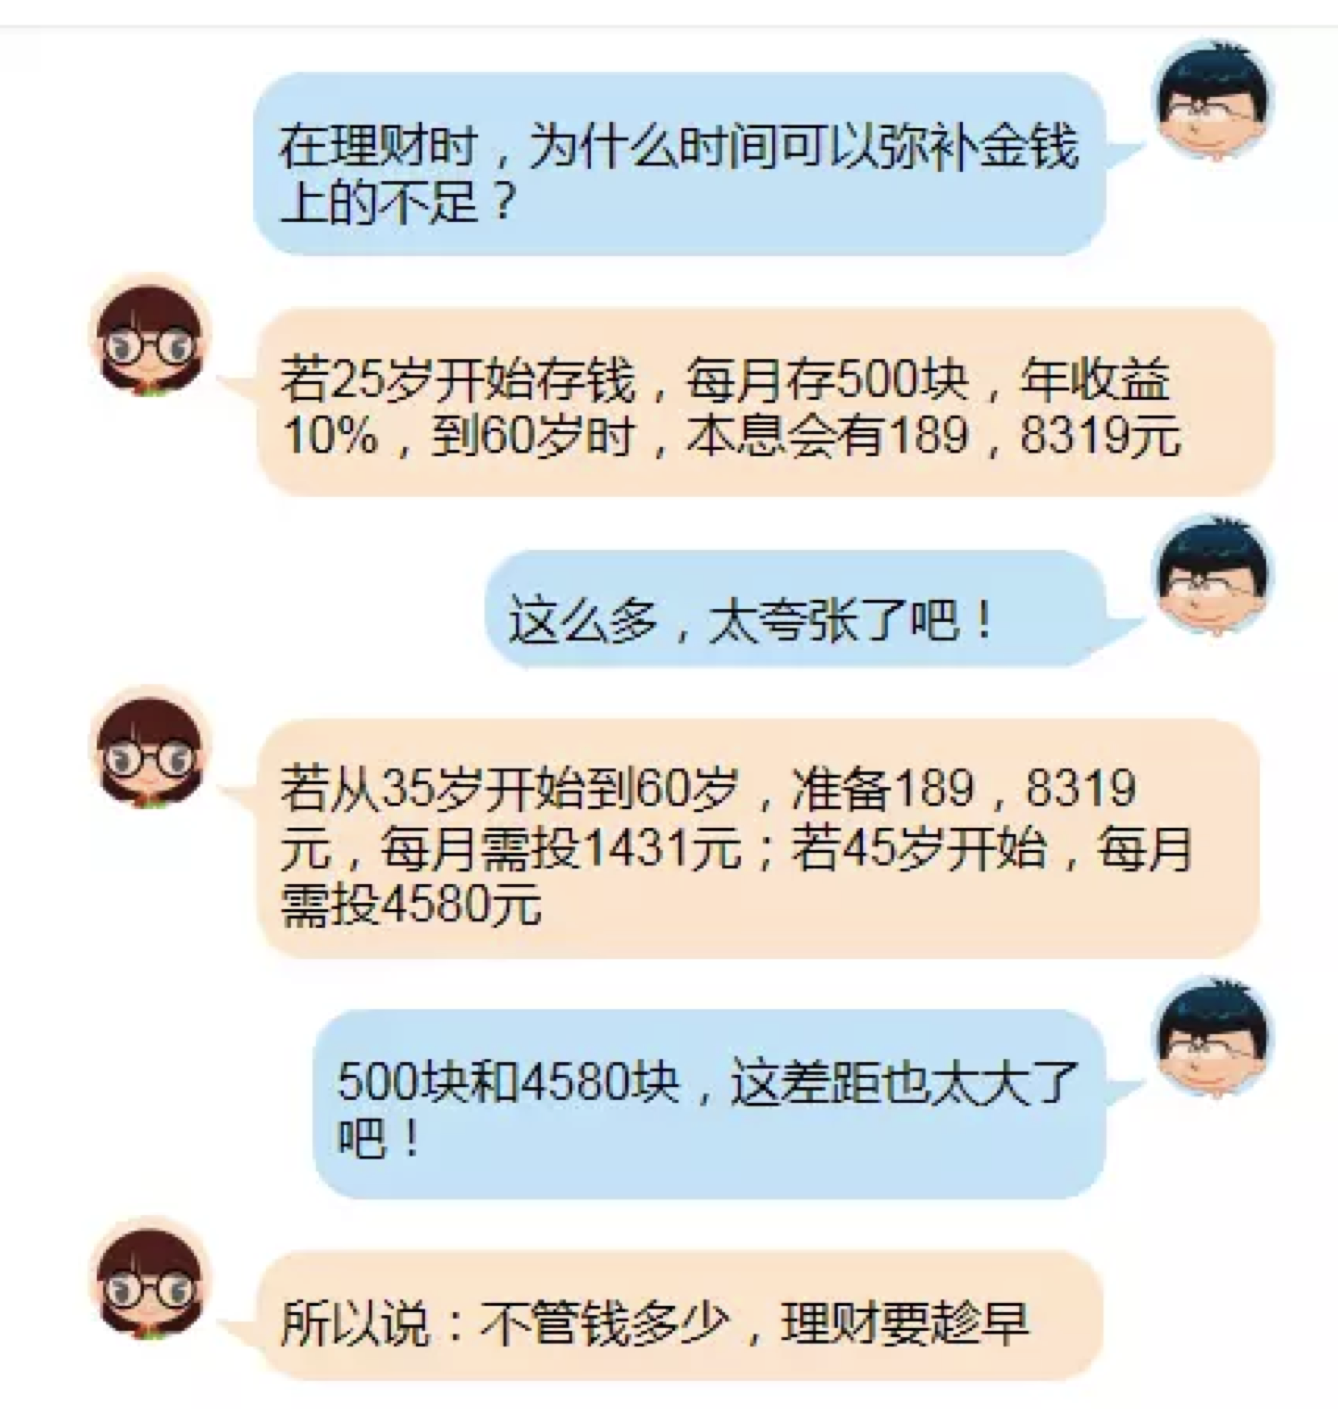 在理财时，为什么时间可以弥补金钱
上的不足？
若25岁开始存钱，每月存500块，年收益
10%，到60岁时，本息会有189，8319元
这么多，太夸张了吧！
若从35岁开始到60岁，准备189，8319
元，每月需投1431元；若45岁开始，每月
需投4580元
500块和4580块，这差距也太大了
吧！
所以说：不管钱多少，理财要趁早